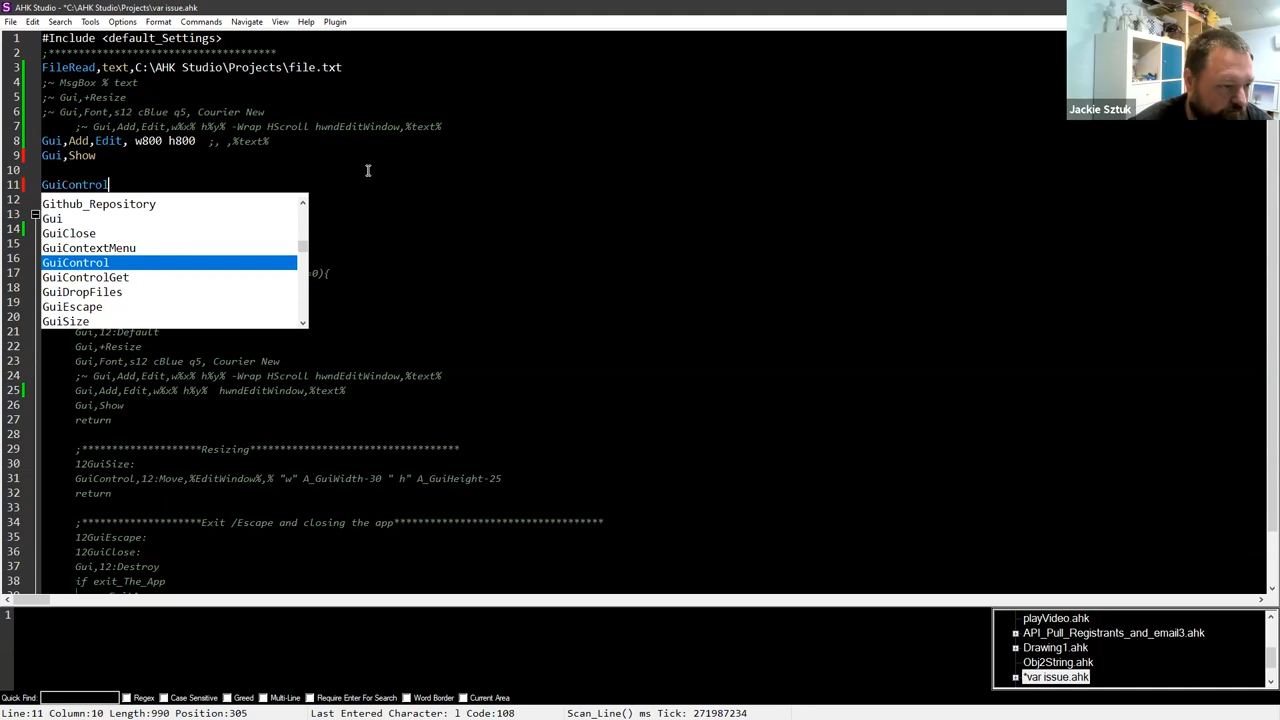 AHK Studio - *C:\AHK Studio\Projects\var issue.ahk
File Edit Search Tools Options Format Commands Navigate View Help Plugin
1 #Include <default_Settings>
2 ;**************************************
3 FileRead,text,C:\AHK Studio\Projects\file.txt
4 ;~ MsgBox % text
5 ;~ Gui,+Resize
6 ;~ Gui,Font,s12 cBlue q5, Courier New
7 ;~ Gui,Add,Edit,w%x% h%y% -Wrap HScroll hwndEditWindow,%text%
8 Gui,Add,Edit, w800 h800 ;, ,%text%
9 Gui,Show
10
11 GuiControl
12 Github_Repository
Gui
13
14 GuiClose
15 GuiContextMenu
16 GuiControl
17 GuiControlGet =0){
18 GuiDropFiles
19 GuiEscape
20 GuiSize
21 Gui,12:Default
22 Gui,+Resize
23 Gui,Font,s12 cBlue q5, Courier New
24 ;~ Gui,Add,Edit,w%x% h%y% -Wrap HScroll hwndEditWindow,%text%
25 Gui,Add,Edit,w%x% h%y% hwndEditWindow,%text%
26 Gui,Show
27 return
28
29 ;********************Resizing***********************************
30 12GuiSize:
31 GuiControl,12:Move,%EditWindow%,% "w" A_GuiWidth-30 " h" A_GuiHeight-25
32 return
33
34 ;********************Exit /Escape and closing the app***********************************
35 12GuiEscape:
36 12GuiClose:
37 Gui,12:Destroy
38 if exit_The_App
Jackie Sztuk
1
playVideo.ahk
API_Pull_Registrants_and_email3.ahk
Drawing1.ahk
Obj2String.ahk
*var issue.ahk
Quick Find: Regex Case Sensitive Greed Multi-Line Require Enter For Search Word Border Current Area
Line:11 Column:10 Length:990 Position:305 Last Entered Character: l Code:108 Scan_Line() ms Tick: 271987234